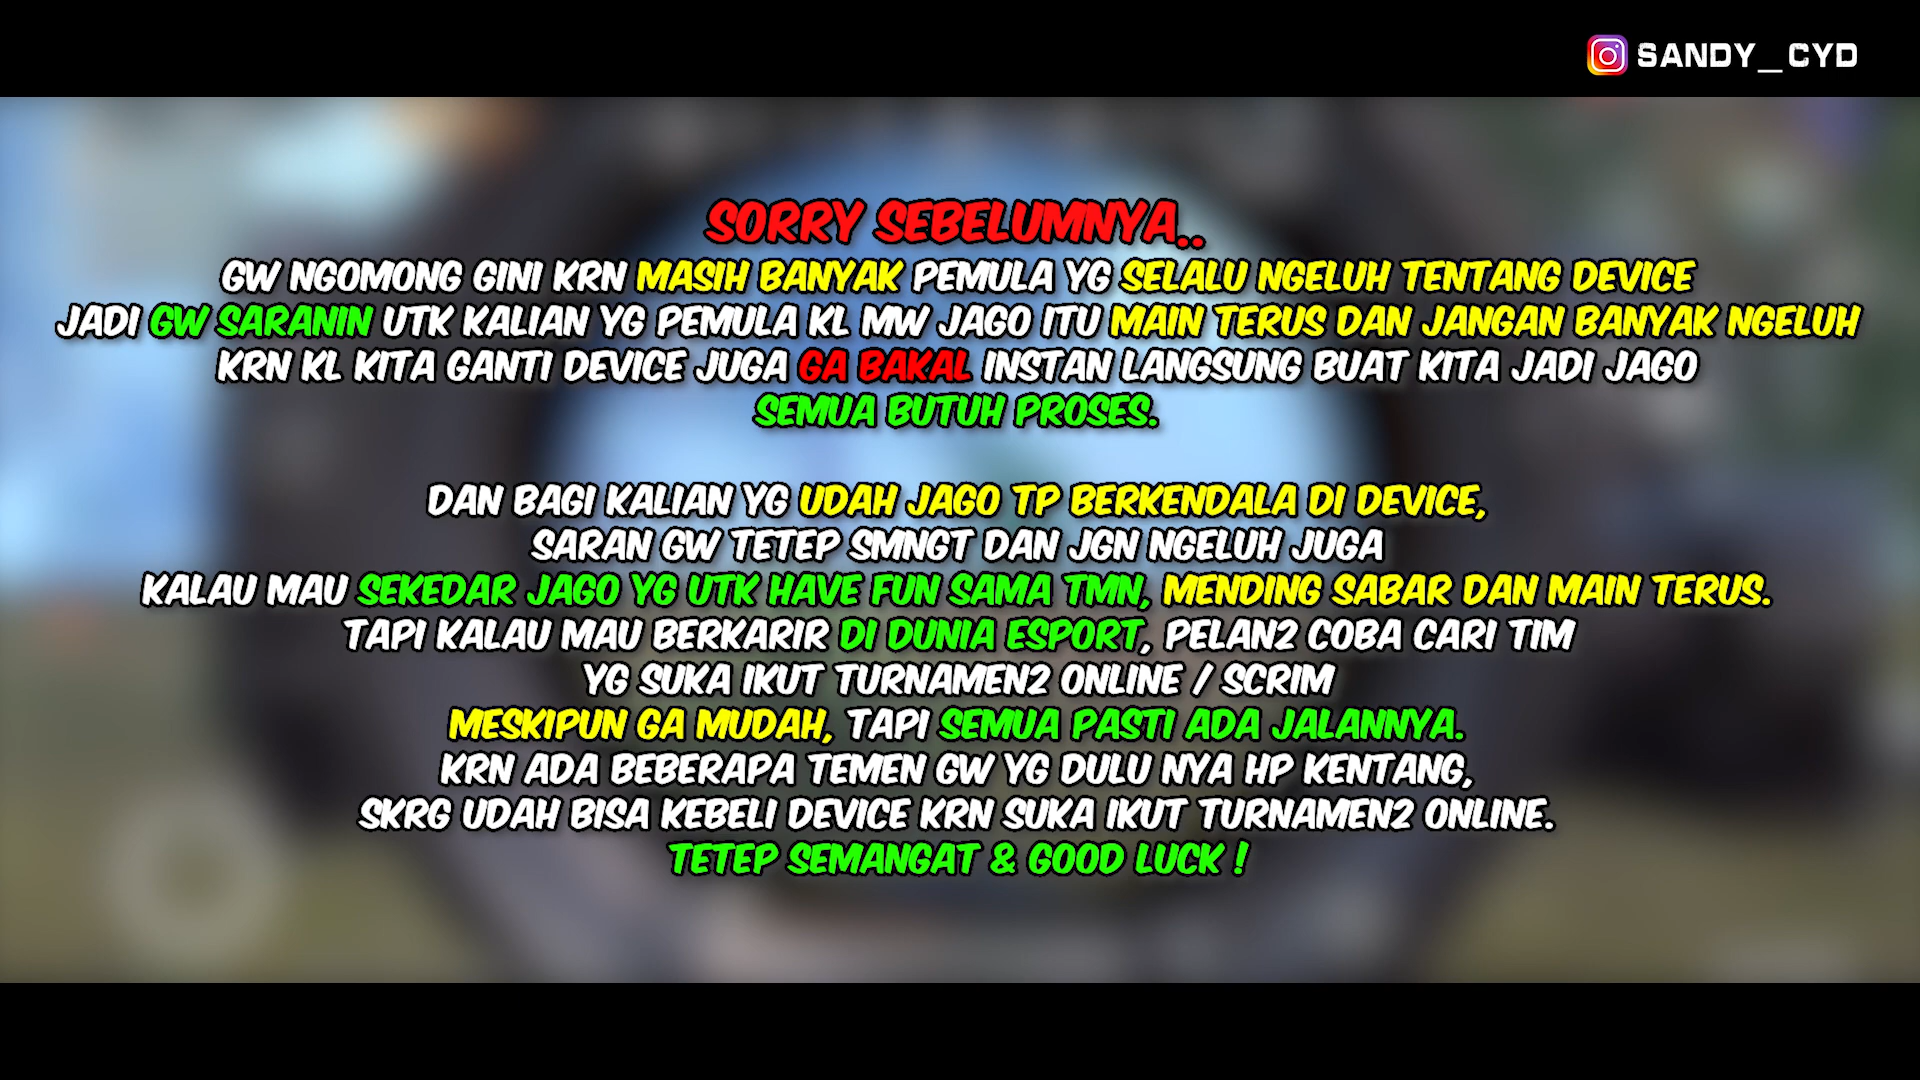 SANDY_CYD
SORRY SEBELUMNYA..
GW NGOMONG GINI KRN MASIH BANYAK PEMULA YG SELALU NGELUH TENTANG DEVICE
JADI GW SARANIN UTK KALIAN YG PEMULA KL MW JAGO ITU MAIN TERUS DAN JANGAN BANYAK NGELUH
KRN KL KITA GANTI DEVICE JUGA GA BAKAL INSTAN LANGSUNG BUAT KITA JADI JAGO
SEMUA BUTUH PROSES.
DAN BAGI KALIAN YG UDAH JAGO TP BERKENDALA DI DEVICE,
SARAN GW TETEP SMNGT DAN JGN NGELUH JUGA
KALAU MAU SEKEDAR JAGO YG UTK HAVE FUN SAMA TMN, MENDING SABAR DAN MAIN TERUS.
TAPI KALAU MAU BERKARIR DI DUNIA ESPORT, PELAN2 COBA CARI TIM
YG SUKA IKUT TURNAMEN2 ONLINE / SCRIM
MESKIPUN GA MUDAH, TAPI SEMUA PASTI ADA JALANNYA.
KRN ADA BEBERAPA TEMEN GW YG DULU NYA HP KENTANG,
SKRG UDAH BISA KEBELI DEVICE KRN SUKA IKUT TURNAMEN2 ONLINE.
TETEP SEMANGAT & GOOD LUCK !